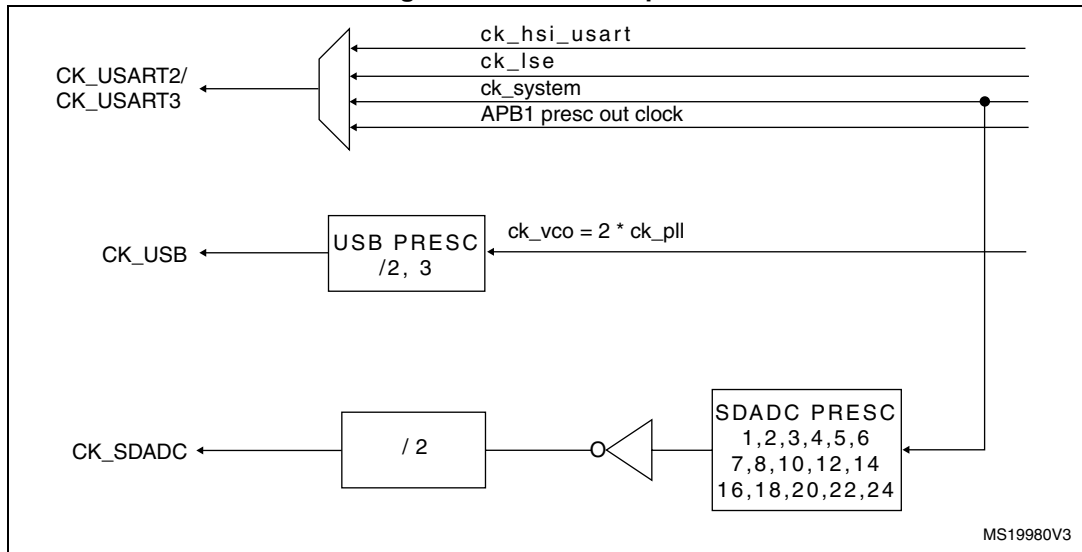 ck_hsi_usart
ck_lse
CK_USART2/
CK_USART3
ck_system
APB1 presc out clock
USB PRESC
/2, 3
ck_vco = 2 * ck_pll
CK_USB
SDADC PRESC
1,2,3,4,5,6
7,8,10,12,14
16,18,20,22,24
/ 2
CK_SDADC
MS19980V3